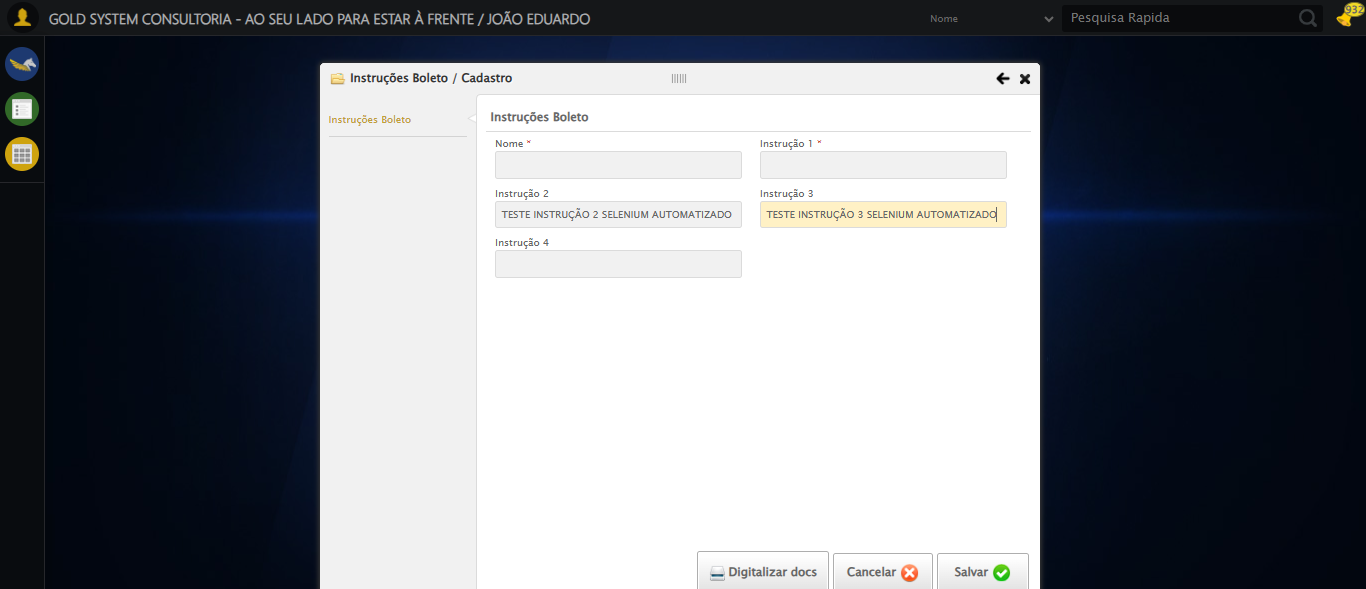 GOLD SYSTEM CONSULTORIA - AO SEU LADO PARA ESTAR À FRENTE / JOÃO EDUARDO
Nome
Pesquisa Rapida
932
Instruções Boleto / Cadastro
Instruções Boleto
Instruções Boleto
Nome *
Instrução 1 *
Instrução 2
Instrução 3
TESTE INSTRUÇÃO 2 SELENIUM AUTOMATIZADO
TESTE INSTRUÇÃO 3 SELENIUM AUTOMATIZADO
Instrução 4
Digitalizar docs
Cancelar
Salvar